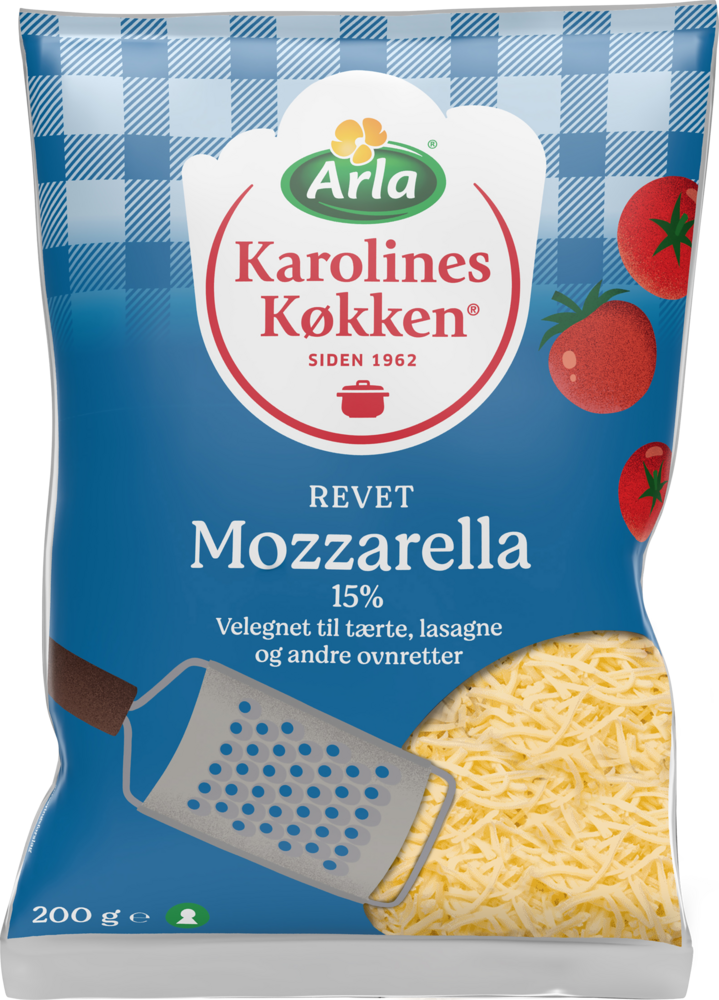 Arla®
Karolines
Køkken®
SIDEN 1962
REVET
Mozzarella
15%
Velegnet til tærte, lasagne
og andre ovnretter
200 g ℮